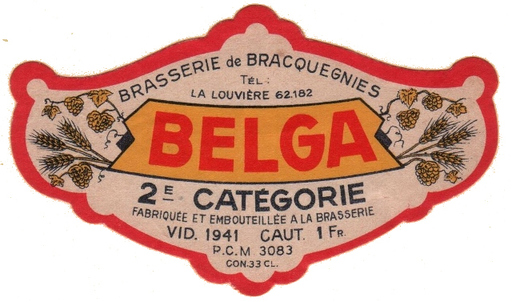 BRASSERIE de BRACQUEGNIES
TÉL:
LA LOUVIÈRE 62.182
BELGA
2E CATÉGORIE
FABRIQUÉE ET EMBOUTEILLÉE A LA BRASSERIE
VID. 1941 CAUT. 1 FR.
P.C.M 3083
CON. 33 CL.